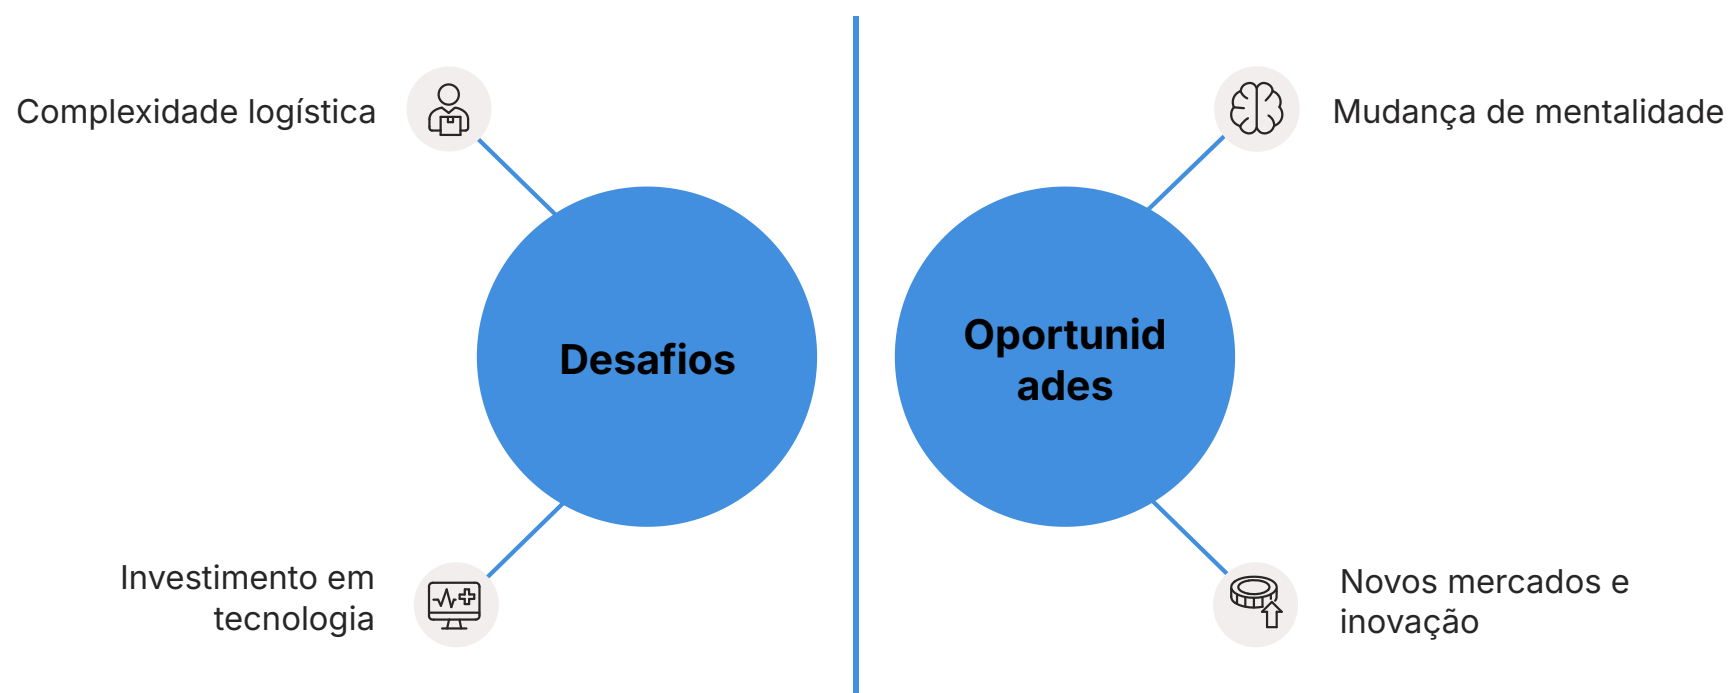 Complexidade logística
Desafios
Investimento em
tecnologia
Mudança de mentalidade
Oportunid
ades
Novos mercados e
inovação